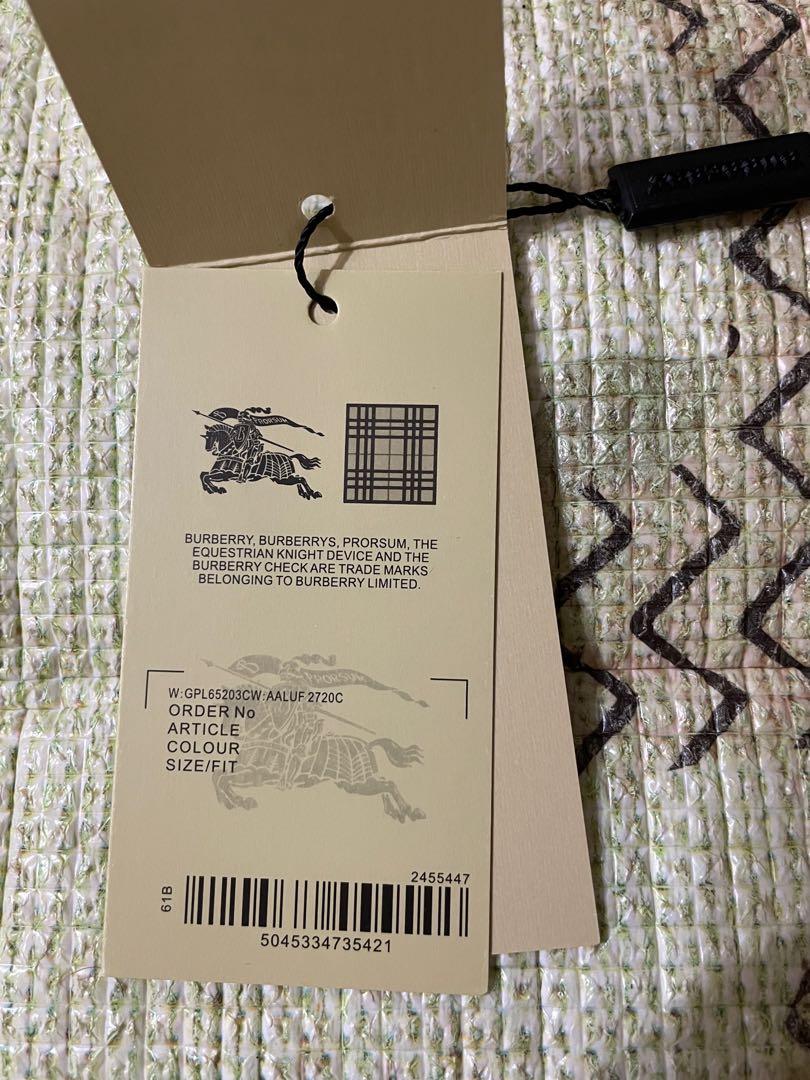 PRORSUM
BURBERRY, BURBERRYS, PRORSUM, THE
EQUESTRIAN KNIGHT DEVICE AND THE
BURBERRY CHECK ARE TRADE MARKS
BELONGING TO BURBERRY LIMITED.
PRORSUM
W:GPL65203CW:AALUF 2720C
ORDER No
ARTICLE
COLOUR
SIZE/FIT
61B
2455447
5045334735421